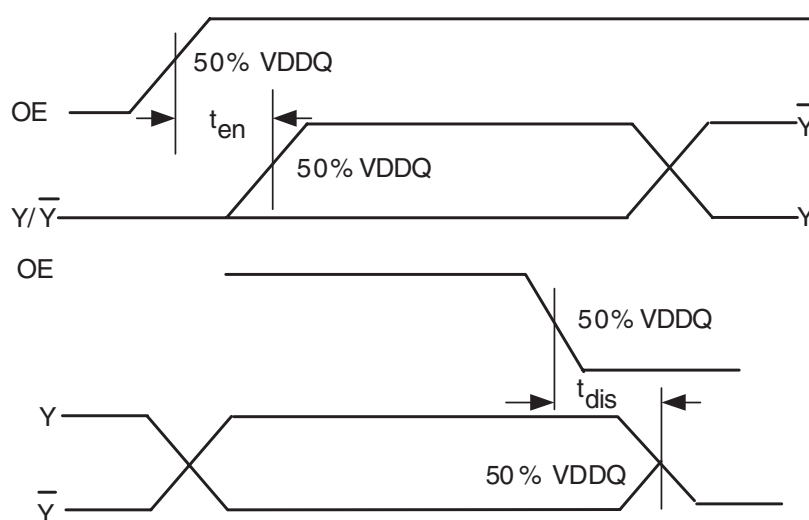 50% VDDQ
OE
t_en
Y̅
50% VDDQ
Y/Y̅
Y
OE
50% VDDQ
t_dis
Y
50% VDDQ
Y̅